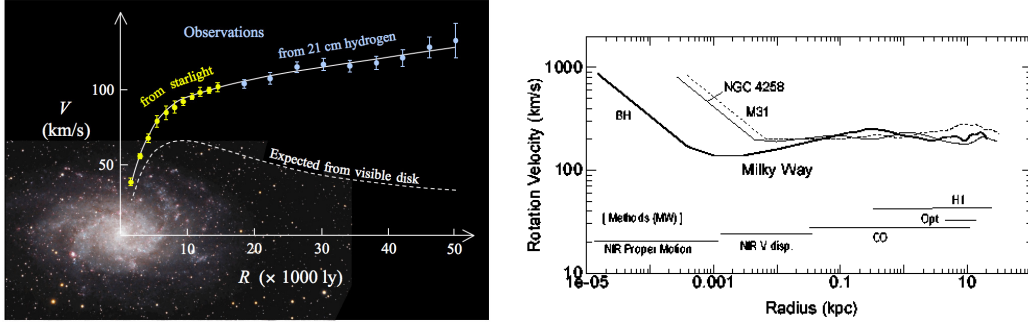 Observations
from 21 cm hydrogen
from starlight
V
(km/s)
100
50
Expected from visible disk
10
20
30
40
50
R (× 1000 ly)
Rotation Velocity (km/s)
1000
100
10
NGC 4258
M31
BH
Milky Way
[ Methods (MW) ]
HI
Opt
CO
NIR V disp.
NIR Proper Motion
1e-05
0.001
0.1
10
Radius (kpc)